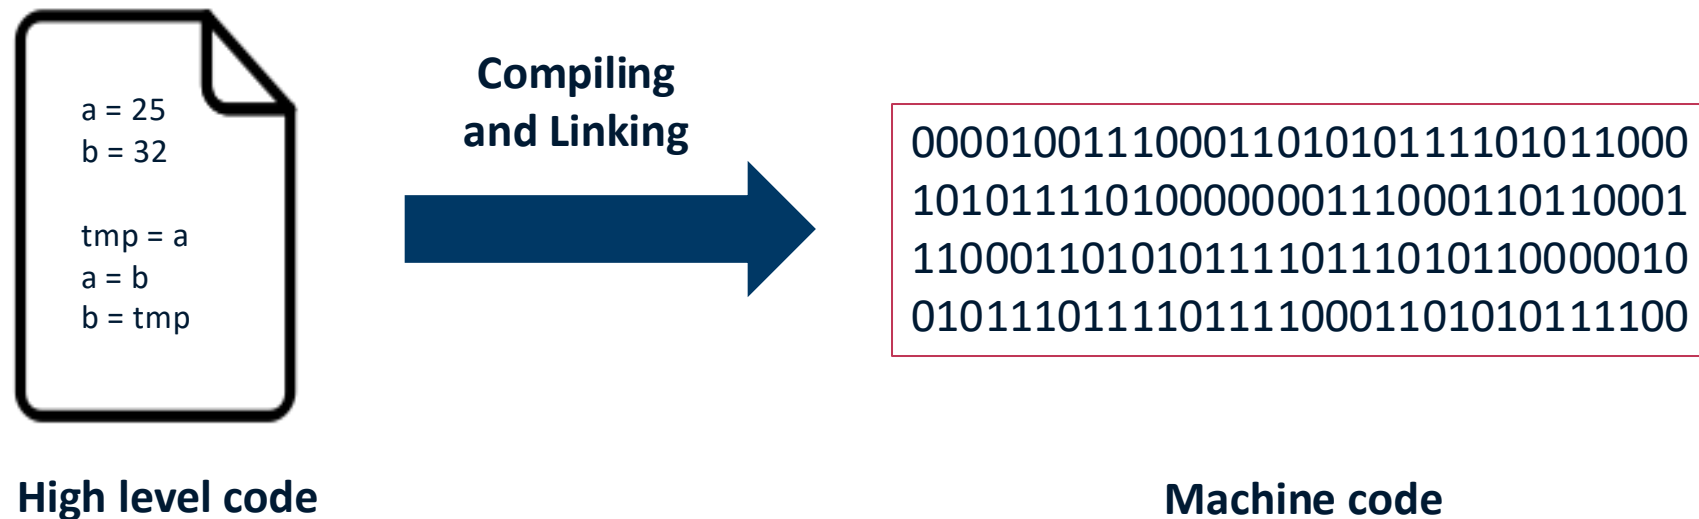 a = 25
b = 32
tmp = a
a = b
b = tmp
High level code
Compiling
and Linking
00001001110001101010111101011000
10101111010000000111000110110001
11000110101011110111010110000010
01011101111011110001101010111100
Machine code